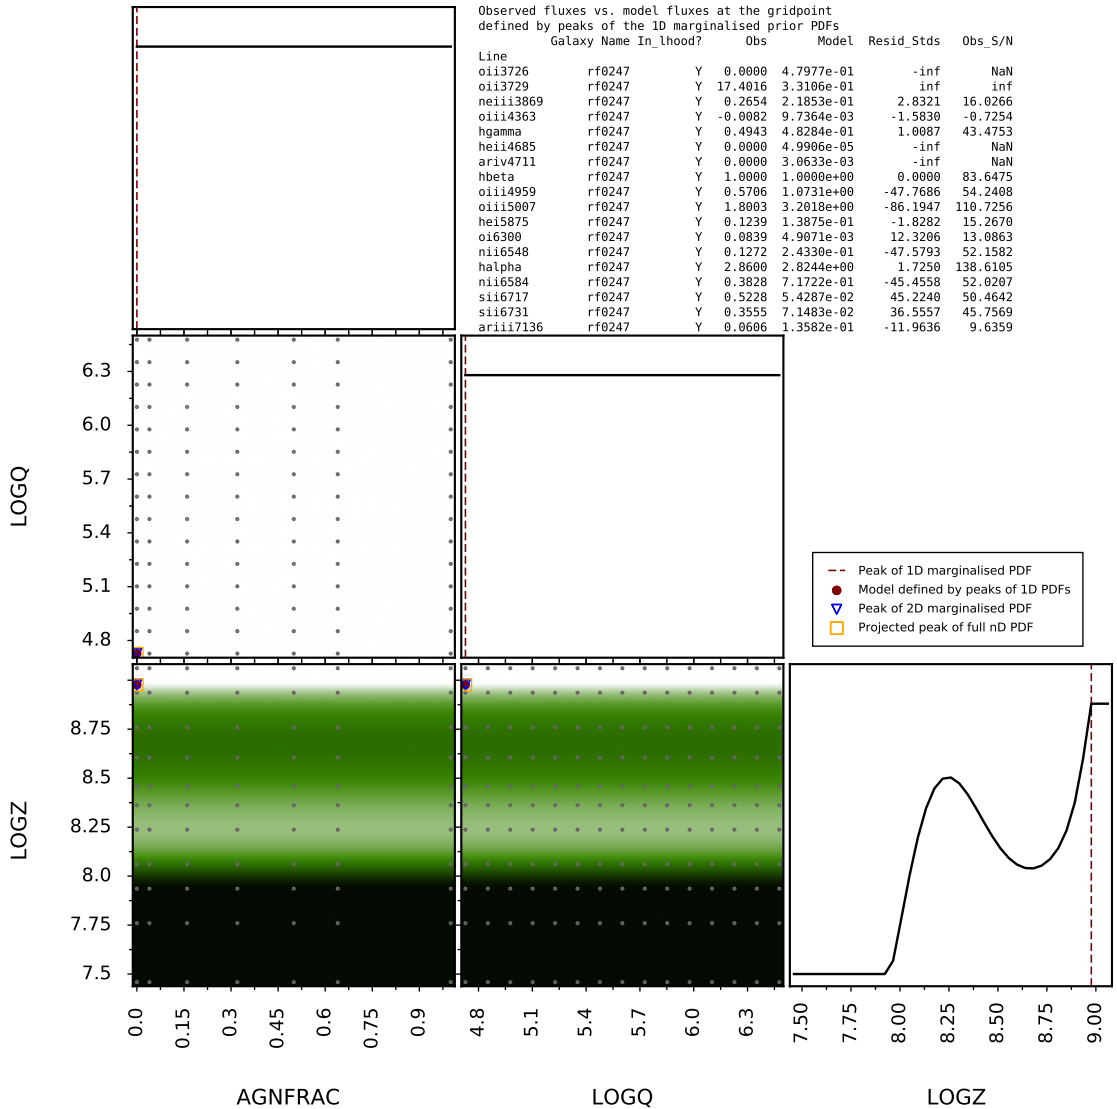 Observed fluxes vs. model fluxes at the gridpoint
defined by peaks of the 1D marginalised prior PDFs
Galaxy Name In_lhood? Obs Model Resid_Stds Obs_S/N
Line
oii3726 rf0247 Y 0.0000 4.7977e-01 -inf NaN
oii3729 rf0247 Y 17.4016 3.3106e-01 inf inf
neiii3869 rf0247 Y 0.2654 2.1853e-01 2.8321 16.0266
oiii4363 rf0247 Y -0.0082 9.7364e-03 -1.5830 -0.7254
hgamma rf0247 Y 0.4943 4.8284e-01 1.0087 43.4753
heii4685 rf0247 Y 0.0000 4.9906e-05 -inf NaN
ariv4711 rf0247 Y 0.0000 3.0633e-03 -inf NaN
hbeta rf0247 Y 1.0000 1.0000e+00 0.0000 83.6475
oiii4959 rf0247 Y 0.5706 1.0731e+00 -47.7686 54.2408
oiii5007 rf0247 Y 1.8003 3.2018e+00 -86.1947 110.7256
hei5875 rf0247 Y 0.1239 1.3875e-01 -1.8282 15.2670
oi6300 rf0247 Y 0.0839 4.9071e-03 12.3206 13.0863
nii6548 rf0247 Y 0.1272 2.4330e-01 -47.5793 52.1582
halpha rf0247 Y 2.8600 2.8244e+00 1.7250 138.6105
nii6584 rf0247 Y 0.3828 7.1722e-01 -45.4558 52.0207
sii6717 rf0247 Y 0.5228 5.4287e-02 45.2240 50.4642
sii6731 rf0247 Y 0.3555 7.1483e-02 36.5557 45.7569
ariii7136 rf0247 Y 0.0606 1.3582e-01 -11.9636 9.6359
LOGQ
6.3
6.0
5.7
5.4
5.1
4.8
Peak of 1D marginalised PDF
Model defined by peaks of 1D PDFs
Peak of 2D marginalised PDF
Projected peak of full nD PDF
LOGZ
8.75
8.5
8.25
8.0
7.75
7.5
0.0 0.15 0.3 0.45 0.6 0.75 0.9
4.8 5.1 5.4 5.7 6.0 6.3
7.50 7.75 8.00 8.25 8.50 8.75 9.00
AGNFRAC LOGQ LOGZ